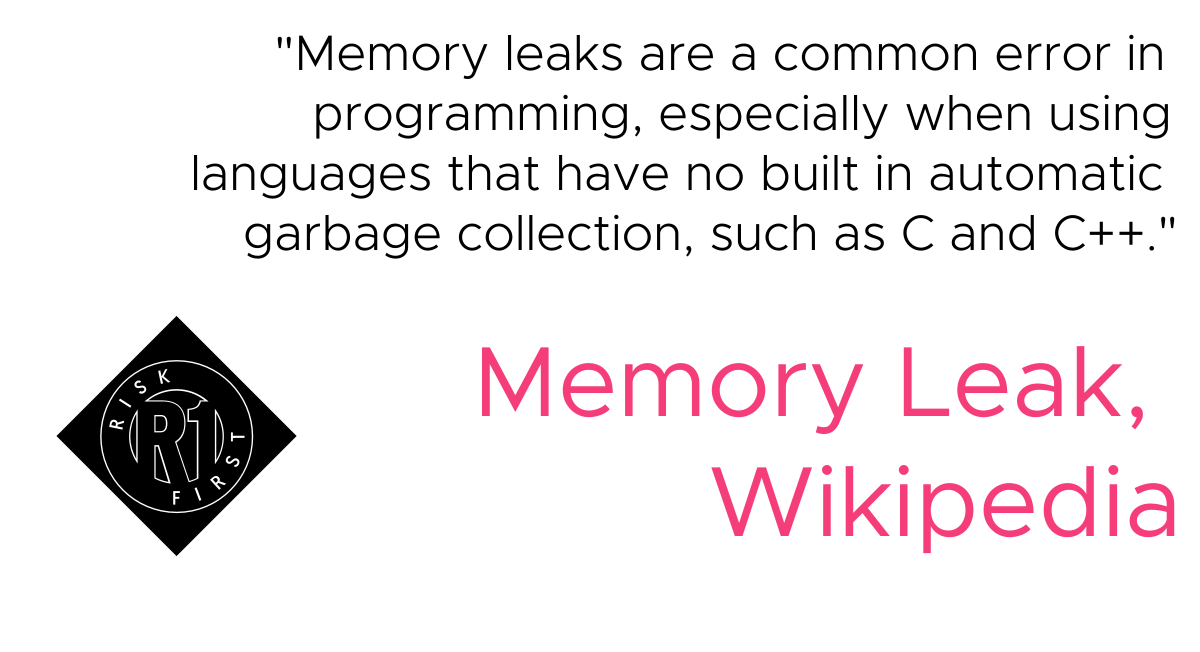 "Memory leaks are a common error in
programming, especially when using
languages that have no built in automatic
garbage collection, such as C and C++."
RISK
R1
FIRST
Memory Leak,
Wikipedia